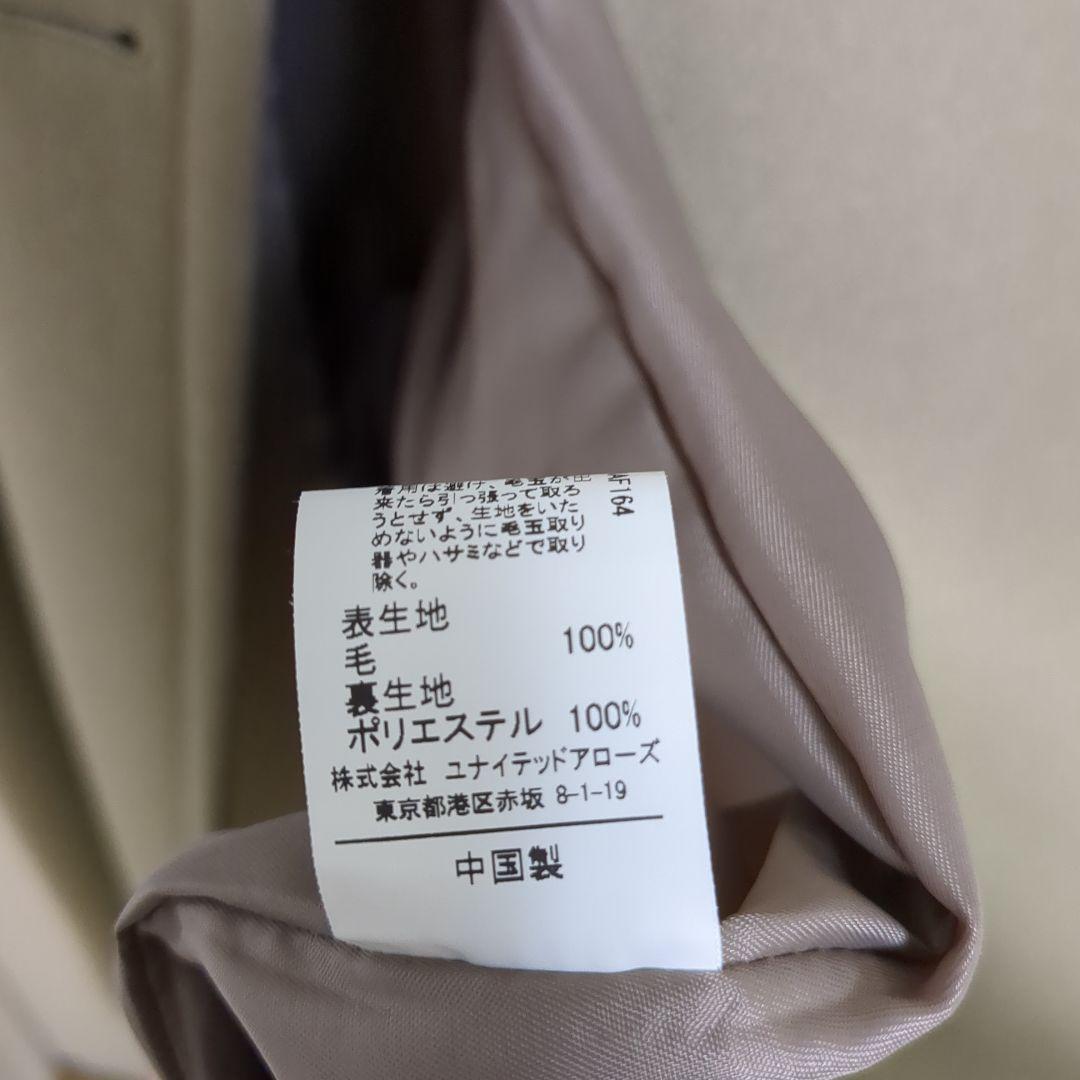 来たら引っ張って取ろ
うとせず、生地をいた
めないように毛玉取り
器やハサミなどで取り
除く。
表生地
毛 100%
裏生地
ポリエステル 100%
株式会社 ユナイテッドアローズ
東京都港区赤坂 8-1-19
中国製